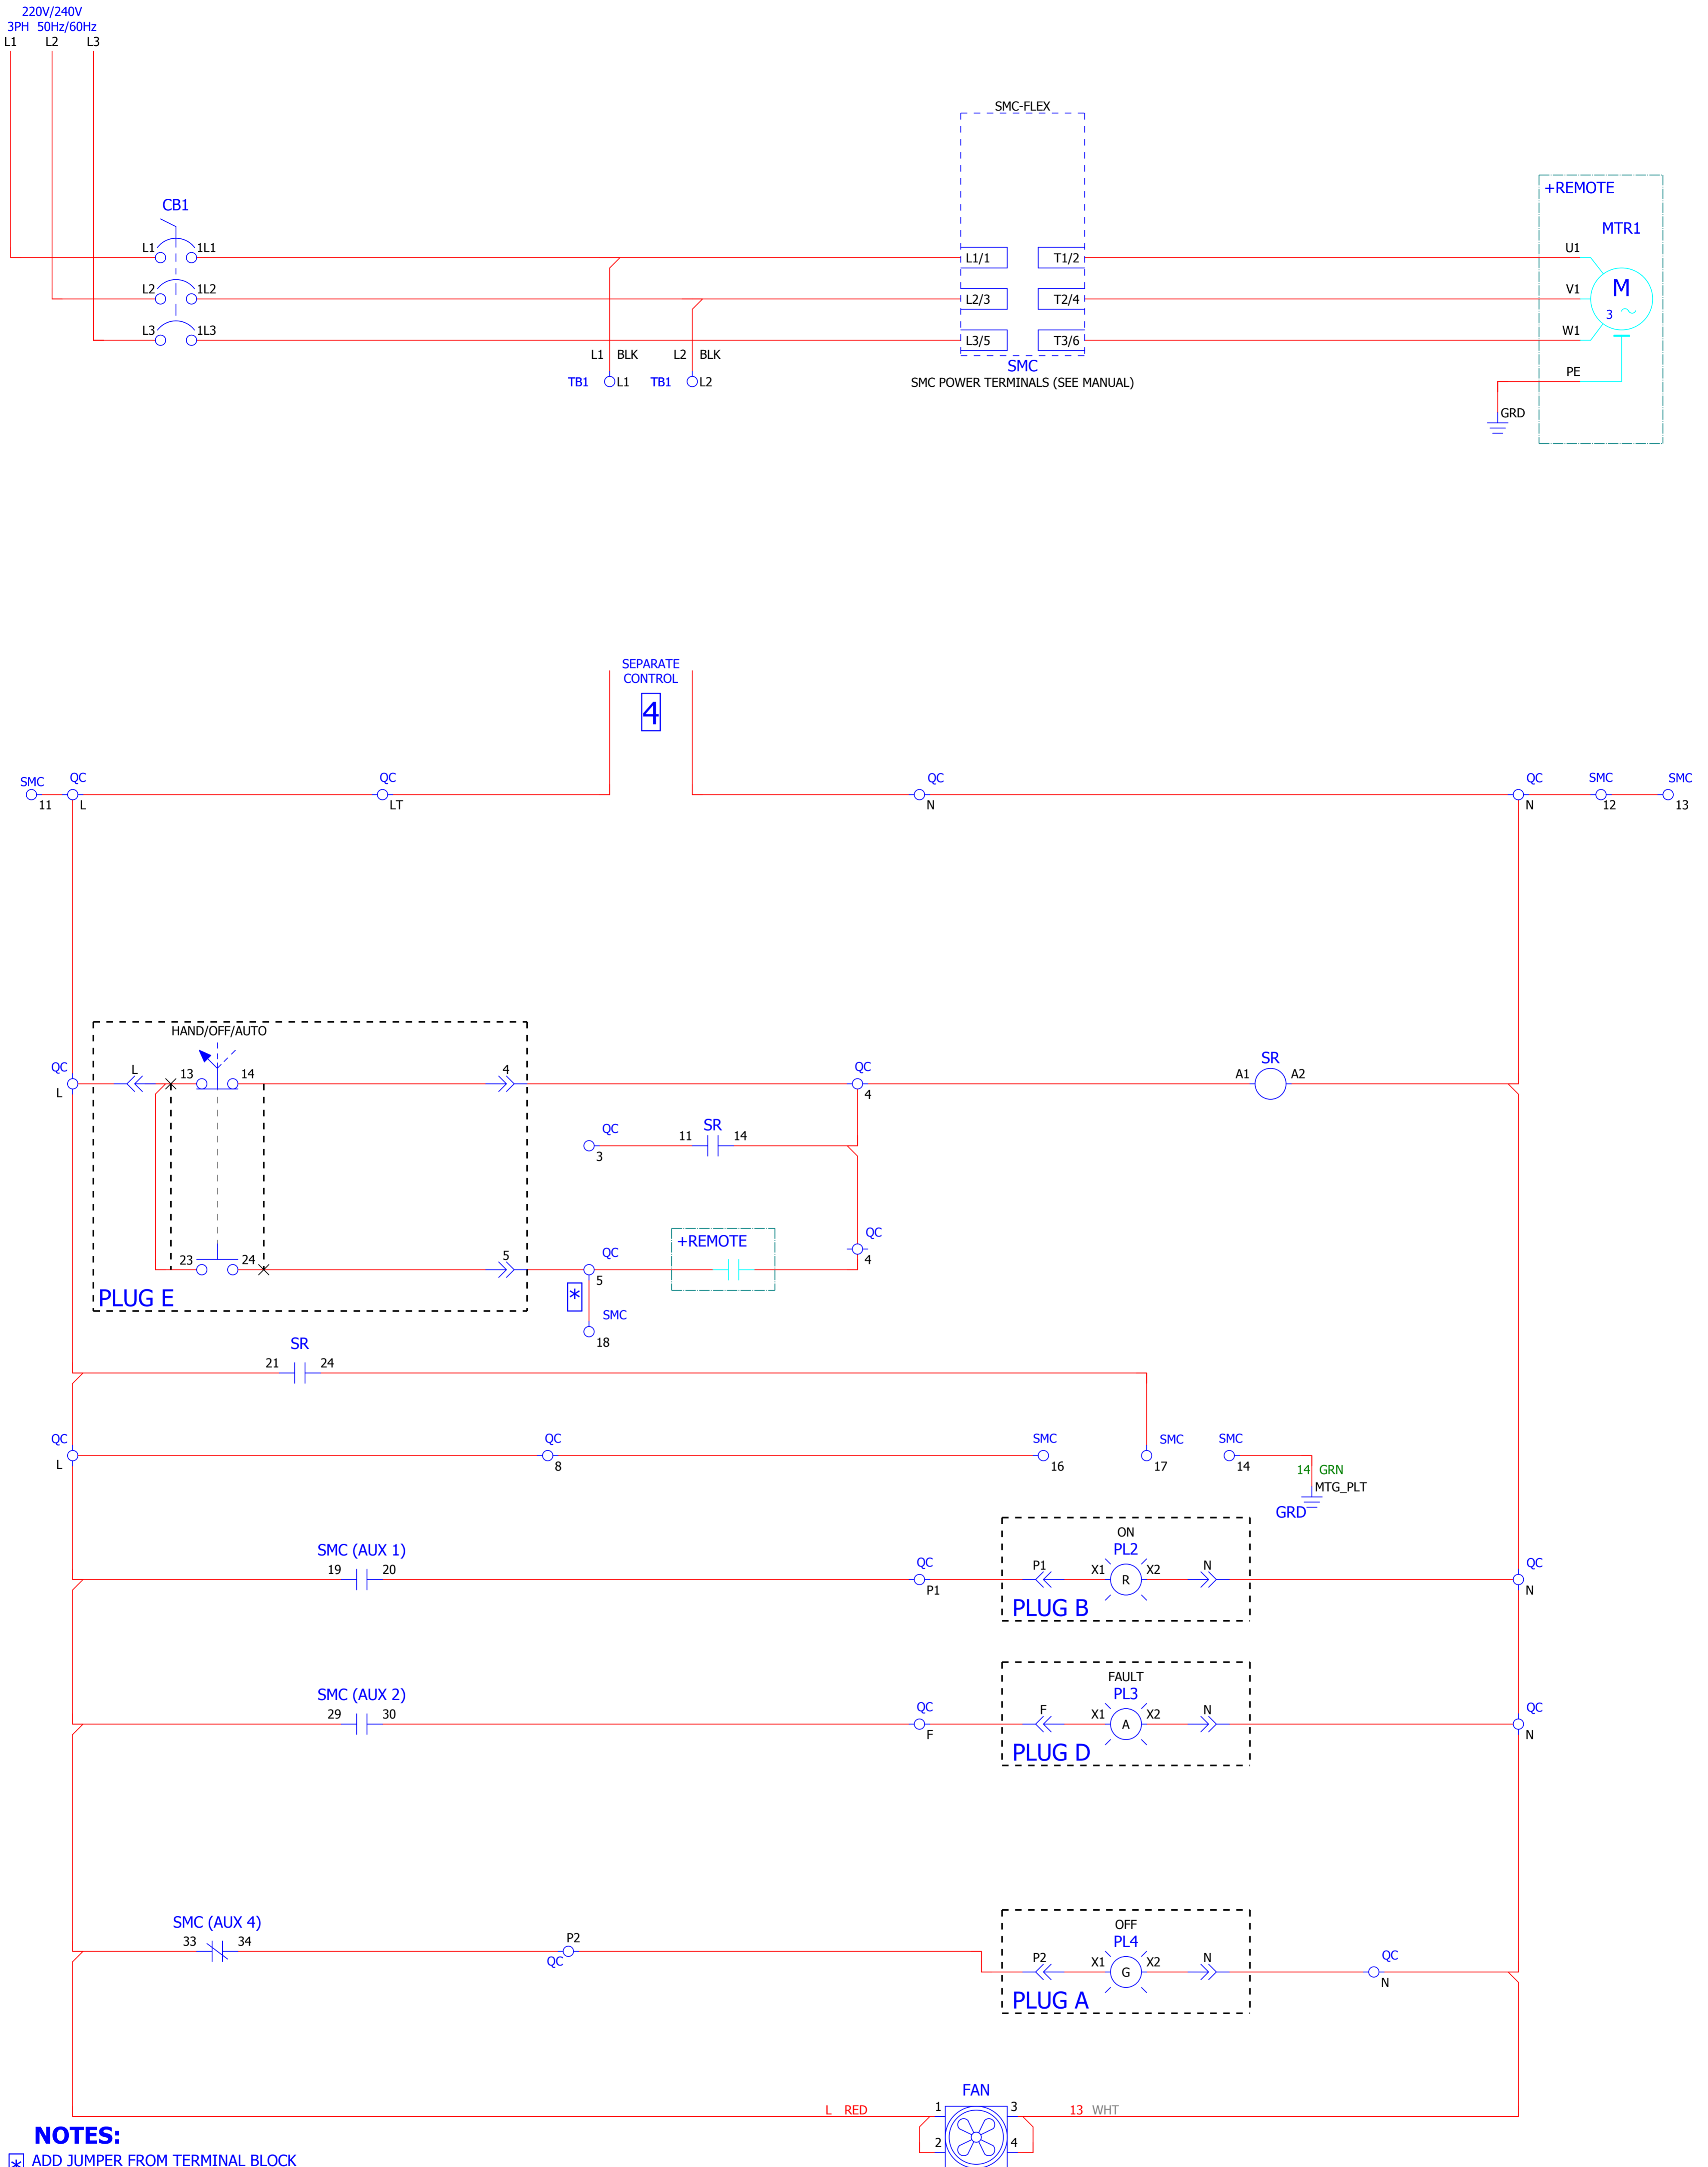 220V/240V
3PH 50Hz/60Hz
L1 L2 L3
SMC-FLEX
+REMOTE
CB1
MTR1
L1 1L1
L1/1 T1/2
U1
L2 1L2
L2/3 T2/4
V1
M
3
L3 1L3
L3/5 T3/6
W1
L1 BLK L2 BLK
SMC
PE
TB1 L1 TB1 L2
SMC POWER TERMINALS (SEE MANUAL)
GRD
SEPARATE
CONTROL
4
SMC QC QC QC QC SMC SMC
11 L LT N N 12 13
HAND/OFF/AUTO
QC L 13 14 4 QC SR
A1 A2
L 4
QC 11 SR 14
3
+REMOTE QC
23 24 5 QC 4
5
PLUG E * SMC
18
SR
21 24
QC QC SMC SMC SMC
L 8 16 17 14
14 GRN
MTG_PLT
GRD
ON
SMC (AUX 1) PL2
19 20 QC P1 X1 R X2 N QC
P1 N
PLUG B
FAULT
SMC (AUX 2) PL3
29 30 QC F X1 A X2 N QC
F N
PLUG D
OFF
SMC (AUX 4) PL4
33 34 P2 P2 X1 G X2 N QC
QC N
PLUG A
FAN
L RED 1 3 13 WHT
2 4
NOTES:
* ADD JUMPER FROM TERMINAL BLOCK